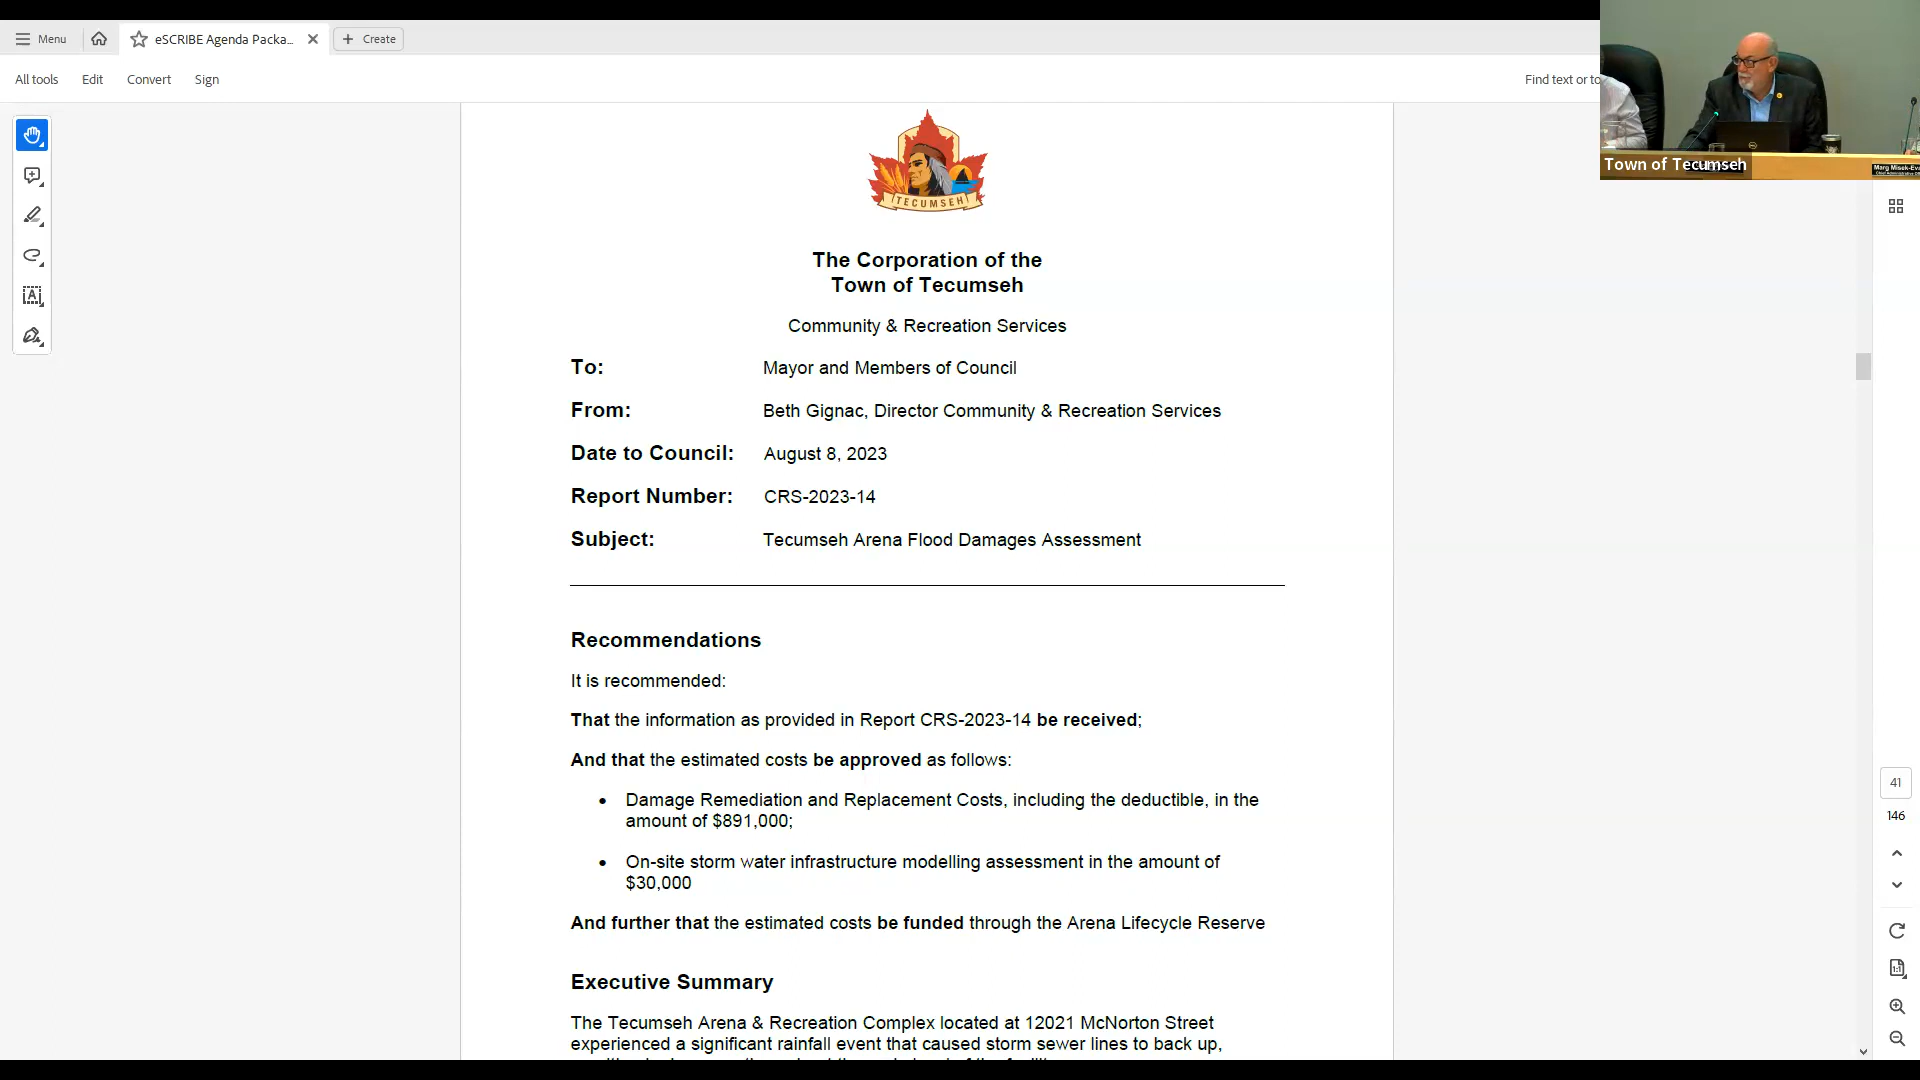 Menu
eSCRIBE Agenda Packa...
Create
All tools
Edit
Convert
Sign
Find text or to
Town of Tecumseh
Marg Misek-Eva
TECUMSEH
The Corporation of the
Town of Tecumseh
Community & Recreation Services
To: Mayor and Members of Council
From: Beth Gignac, Director Community & Recreation Services
Date to Council: August 8, 2023
Report Number: CRS-2023-14
Subject: Tecumseh Arena Flood Damages Assessment
Recommendations
It is recommended:
That the information as provided in Report CRS-2023-14 be received;
And that the estimated costs be approved as follows:
• Damage Remediation and Replacement Costs, including the deductible, in the
amount of $891,000;
• On-site storm water infrastructure modelling assessment in the amount of
$30,000
And further that the estimated costs be funded through the Arena Lifecycle Reserve
Executive Summary
The Tecumseh Arena & Recreation Complex located at 12021 McNorton Street
experienced a significant rainfall event that caused storm sewer lines to back up,
41
146